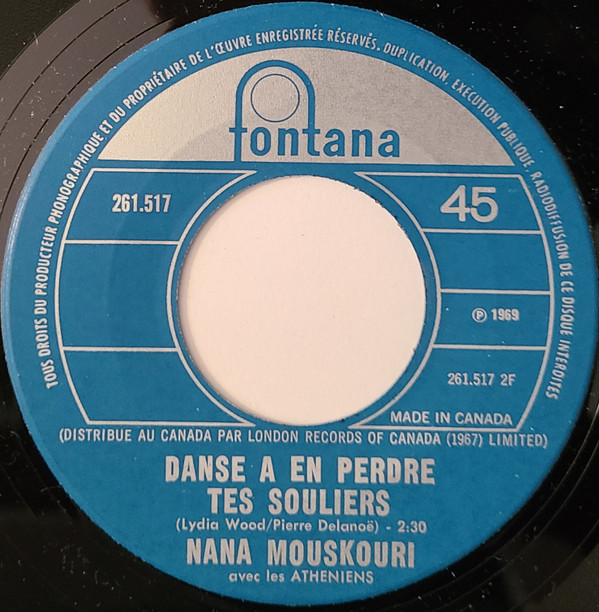 TOUS DROITS DU PRODUCTEUR PHONOGRAPHIQUE ET DU PROPRIÉTAIRE DE L'ŒUVRE ENREGISTRÉE RÉSERVÉS. DUPLICATION, EXÉCUTION PUBLIQUE, RADIODIFFUSION DE CE DISQUE INTERDITES
fontana
261.517
45
℗ 1969
261.517 2F
MADE IN CANADA
(DISTRIBUE AU CANADA PAR LONDON RECORDS OF CANADA (1967) LIMITED)
DANSE A EN PERDRE
TES SOULIERS
(Lydia Wood/Pierre Delanoë) - 2:30
NANA MOUSKOURI
avec les ATHENIENS